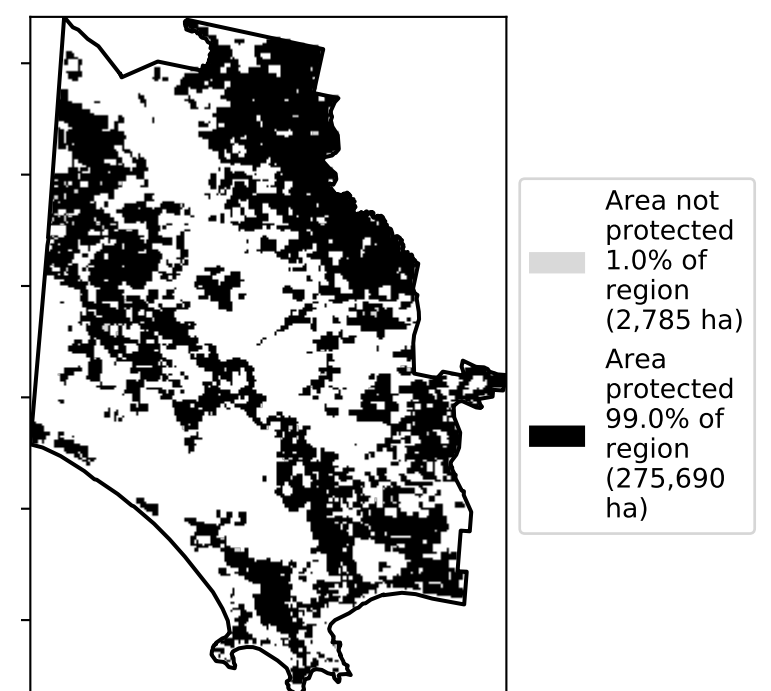 Area not
protected
1.0% of
region
(2,785 ha)
Area
protected
99.0% of
region
(275,690
ha)